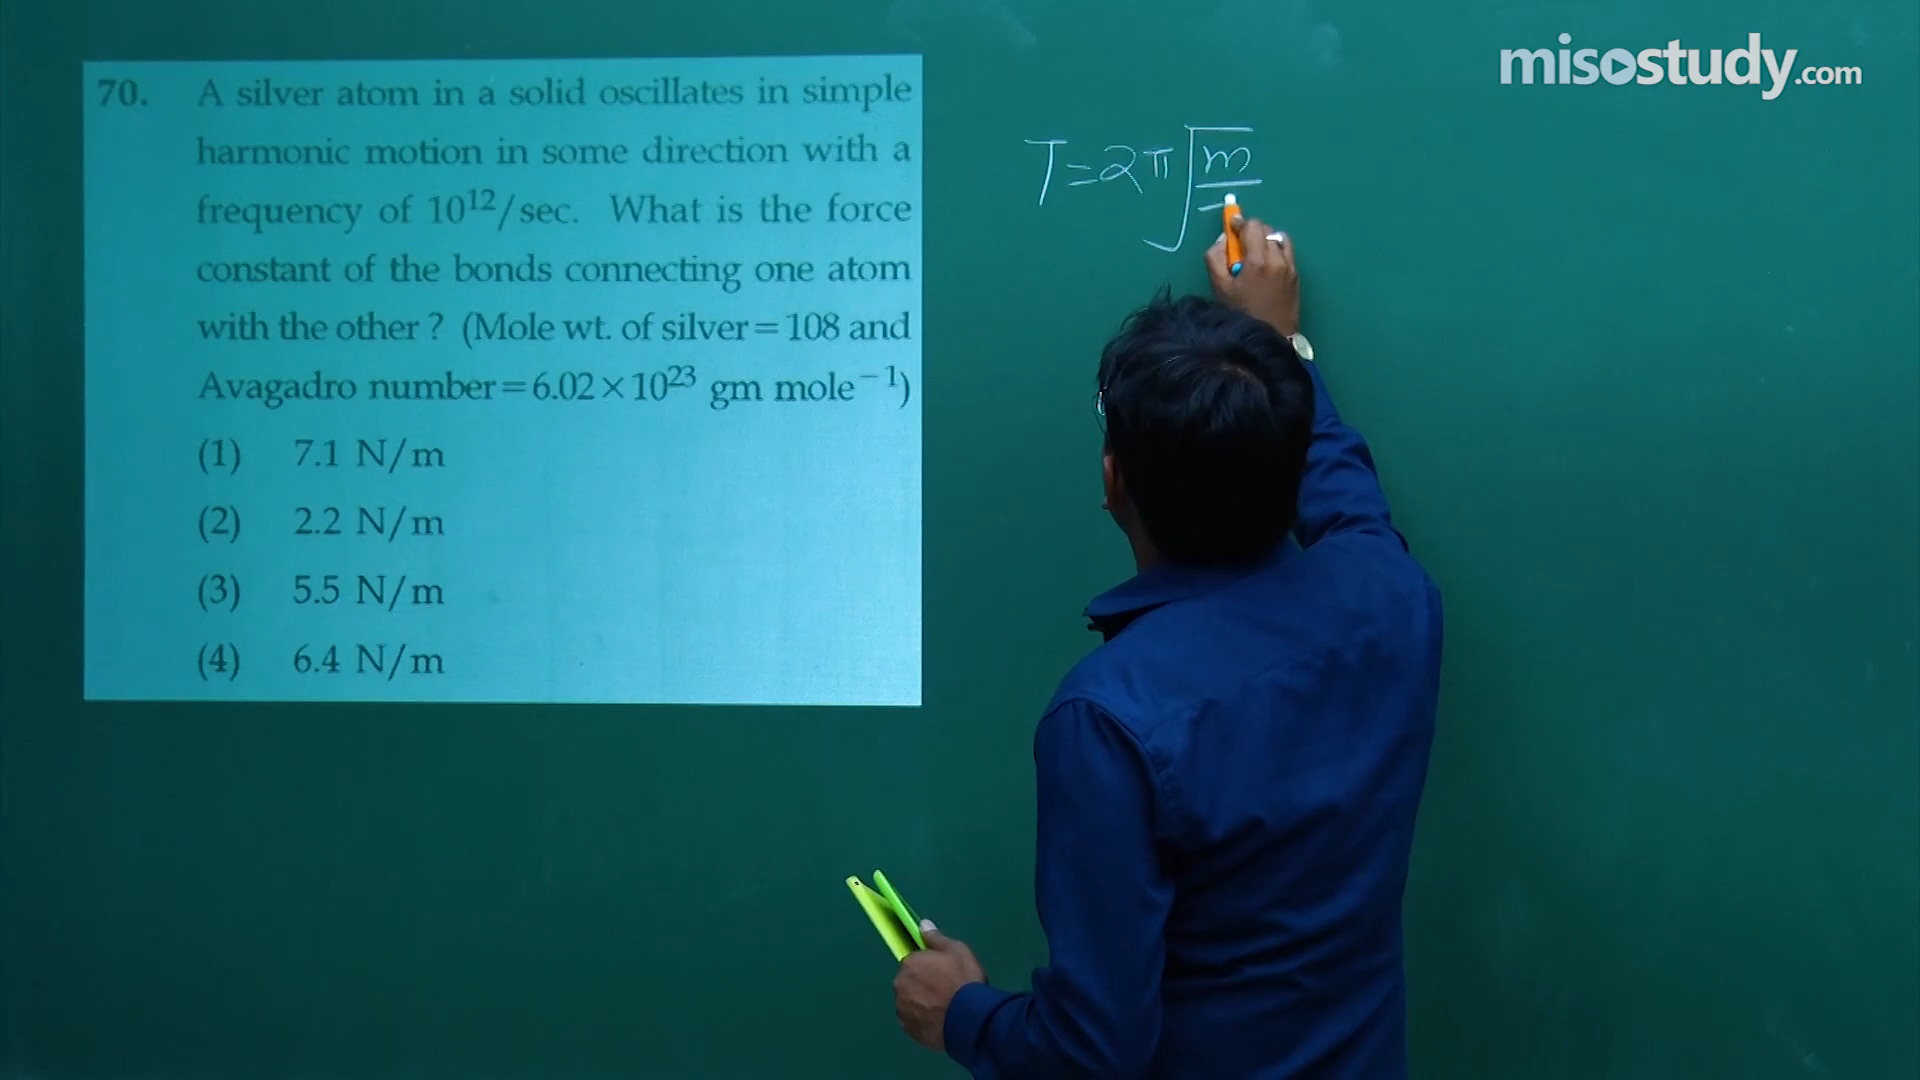 misostudy.com
70. A silver atom in a solid oscillates in simple
harmonic motion in some direction with a
frequency of 10¹²/sec. What is the force
constant of the bonds connecting one atom
with the other ? (Mole wt. of silver=108 and
Avagadro number=6.02×10²³ gm mole⁻¹)
(1) 7.1 N/m
(2) 2.2 N/m
(3) 5.5 N/m
(4) 6.4 N/m
T=2π√m